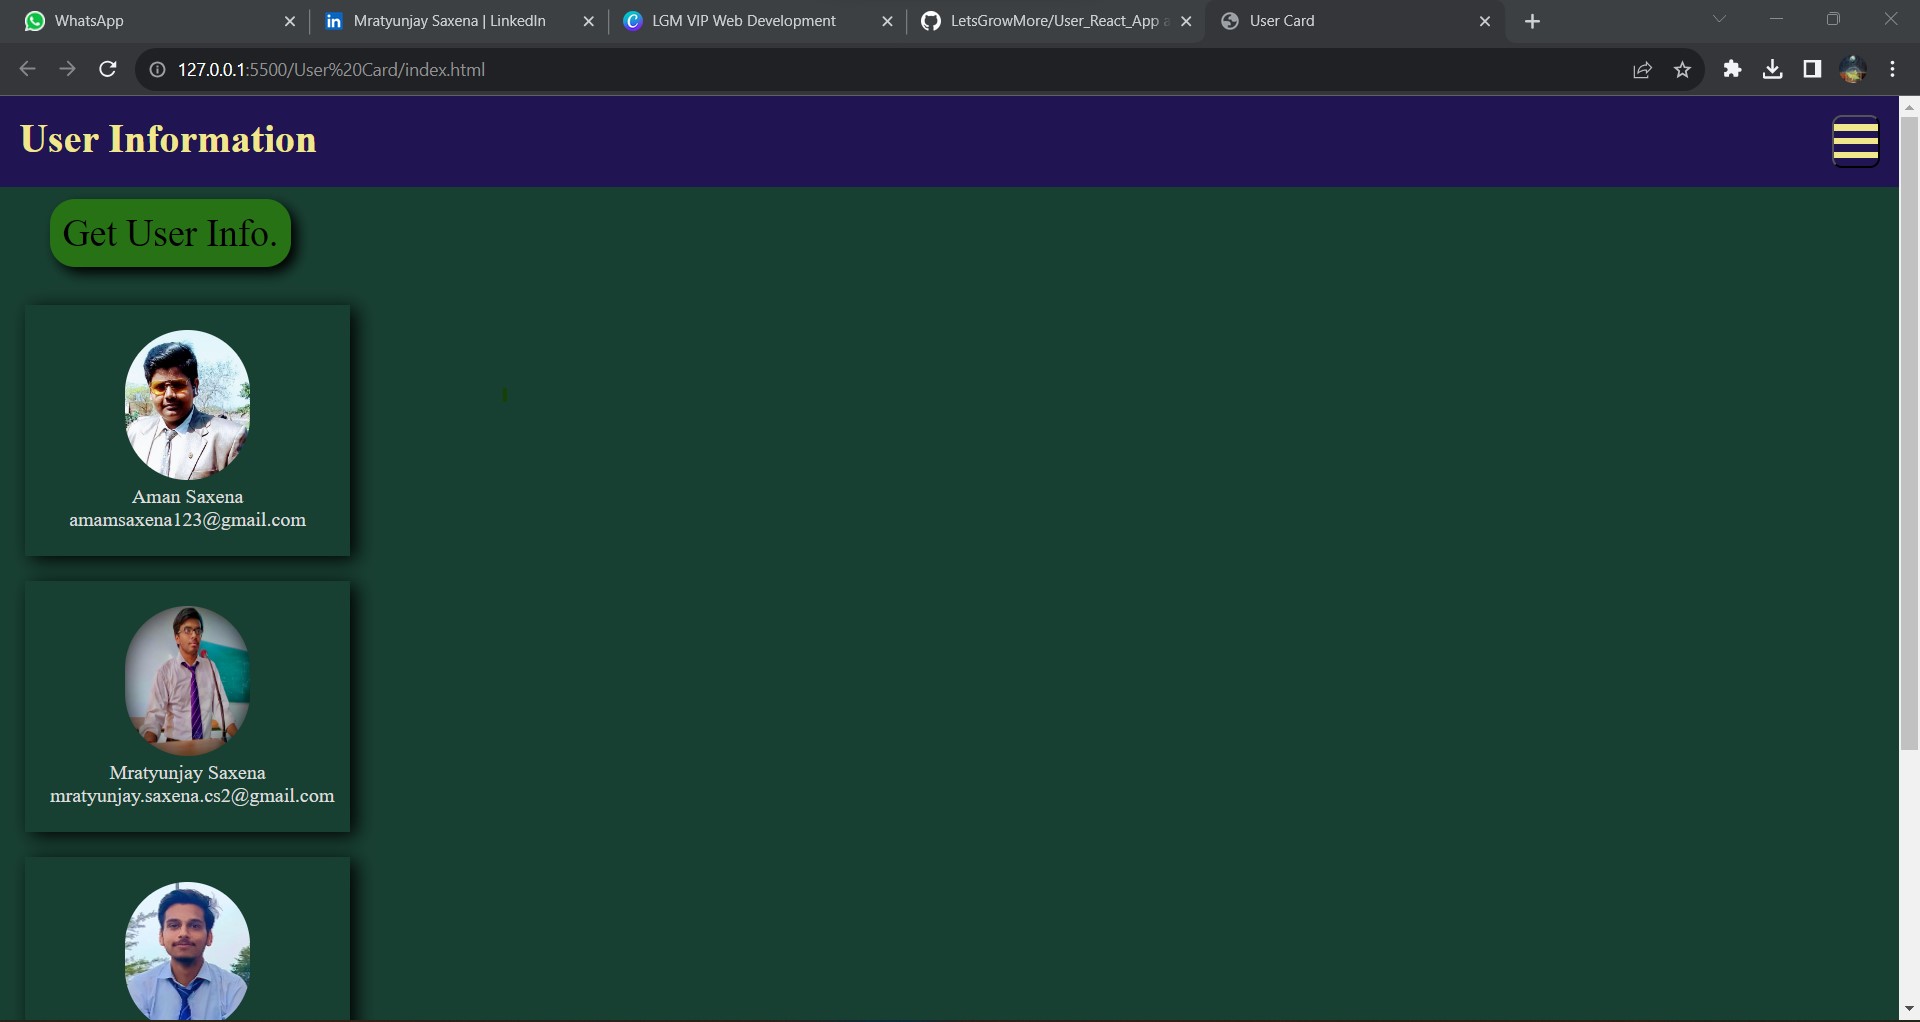 WhatsApp
Mratyunjay Saxena | LinkedIn
LGM VIP Web Development
LetsGrowMore/User_React_App a
User Card
127.0.0.1:5500/User%20Card/index.html
User Information
Get User Info.
Aman Saxena
amamsaxena123@gmail.com
Mratyunjay Saxena
mratyunjay.saxena.cs2@gmail.com